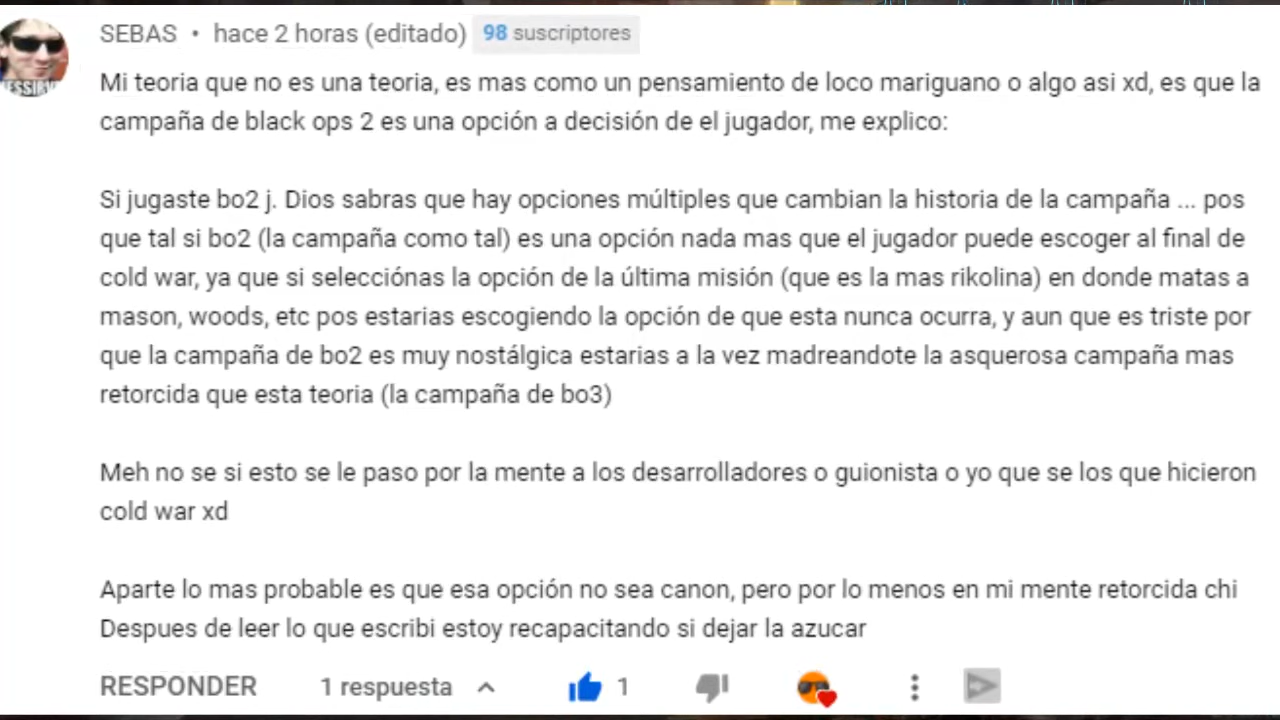 SEBAS • hace 2 horas (editado) 98 suscriptores
Mi teoria que no es una teoria, es mas como un pensamiento de loco mariguano o algo asi xd, es que la
campaña de black ops 2 es una opción a decisión de el jugador, me explico:
Si jugaste bo2 j. Dios sabras que hay opciones múltiples que cambian la historia de la campaña ... pos
que tal si bo2 (la campaña como tal) es una opción nada mas que el jugador puede escoger al final de
cold war, ya que si selecciónas la opción de la última misión (que es la mas rikolina) en donde matas a
mason, woods, etc pos estarias escogiendo la opción de que esta nunca ocurra, y aun que es triste por
que la campaña de bo2 es muy nostálgica estarias a la vez madreandote la asquerosa campaña mas
retorcida que esta teoria (la campaña de bo3)
Meh no se si esto se le paso por la mente a los desarrolladores o guionista o yo que se los que hicieron
cold war xd
Aparte lo mas probable es que esa opción no sea canon, pero por lo menos en mi mente retorcida chi
Despues de leer lo que escribi estoy recapacitando si dejar la azucar
RESPONDER 1 respuesta 1